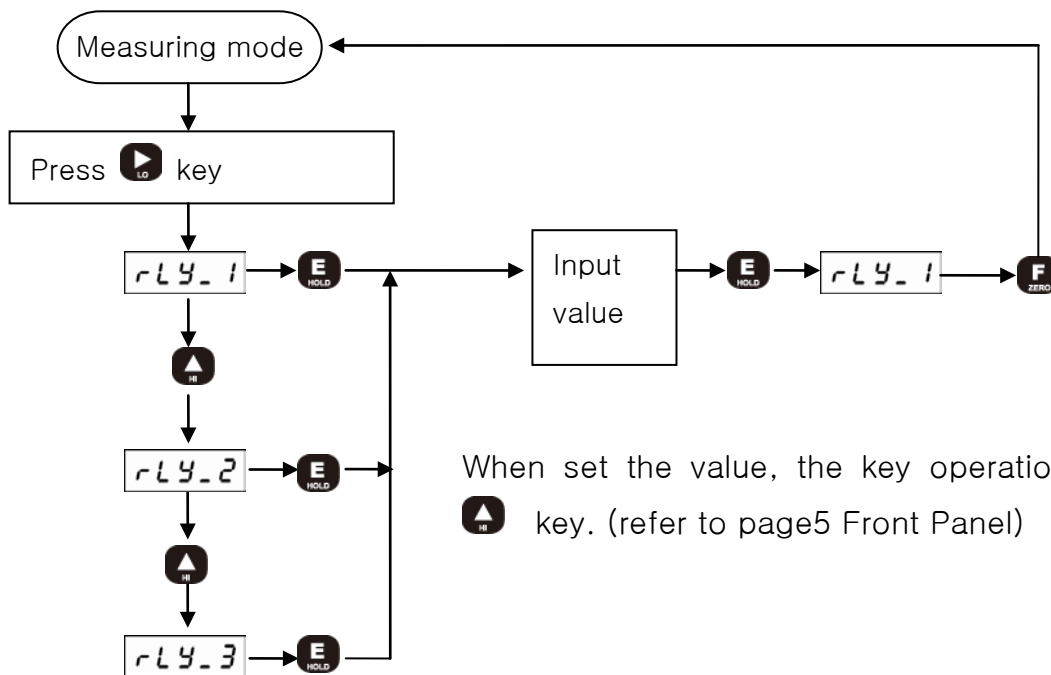 Measuring mode
Press LO key
rLY_1
E HOLD
Input
value
E HOLD
rLY_1
F ZERO
HI
rLY_2
E HOLD
When set the value, the key operatio
HI key. (refer to page5 Front Panel)
HI
rLY_3
E HOLD